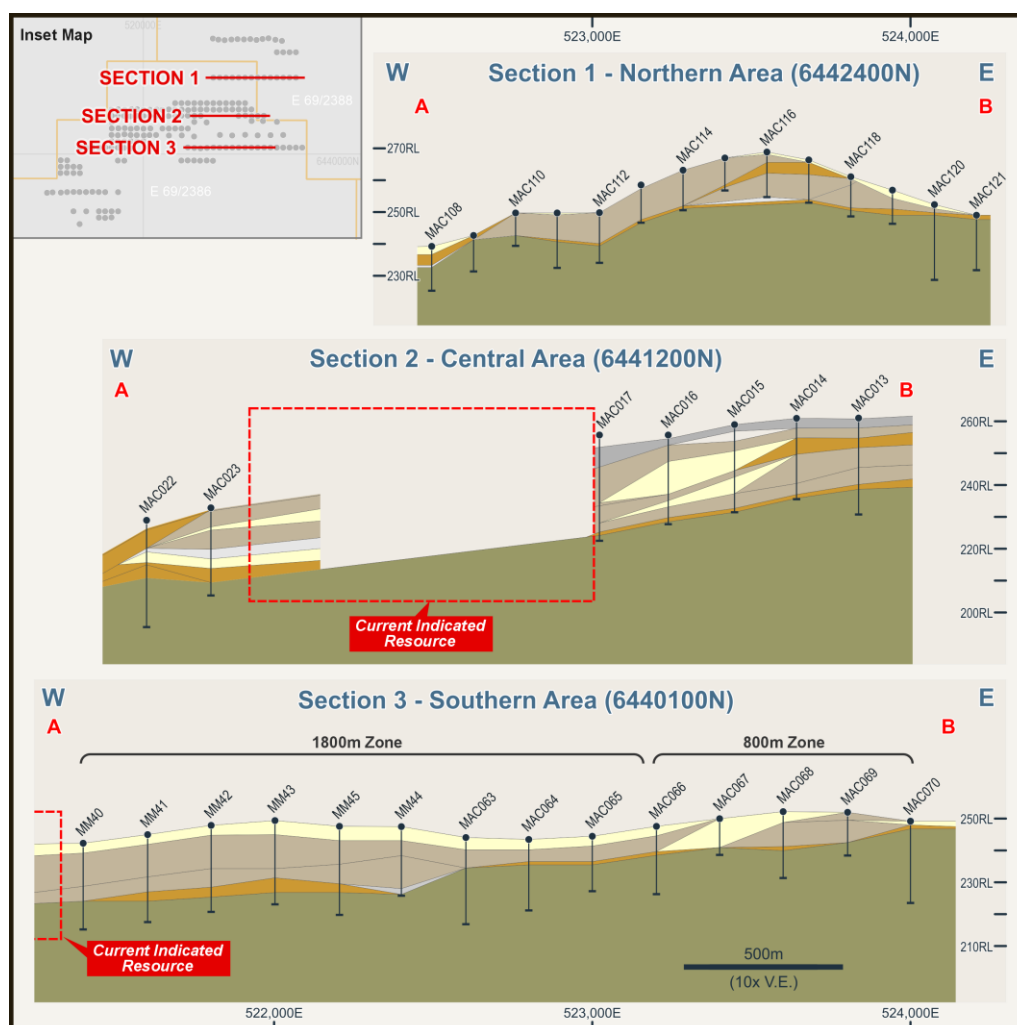 Inset Map
520000E
SECTION 1
E 69/2388
SECTION 2
SECTION 3
6440000N
E 69/2386
523,000E
524,000E
W
Section 1 - Northern Area (6442400N)
E
A
B
270RL
250RL
230RL
MAC108
MAC110
MAC112
MAC114
MAC116
MAC118
MAC120
MAC121
W
Section 2 - Central Area (6441200N)
E
A
B
MAC022
MAC023
MAC017
MAC016
MAC015
MAC014
MAC013
260RL
240RL
220RL
200RL
Current Indicated
Resource
W
Section 3 - Southern Area (6440100N)
E
A
B
1800m Zone
800m Zone
MM40
MM41
MM42
MM43
MM45
MM44
MAC063
MAC064
MAC065
MAC066
MAC067
MAC068
MAC069
MAC070
250RL
230RL
210RL
Current Indicated
Resource
500m
(10x V.E.)
522,000E
523,000E
524,000E